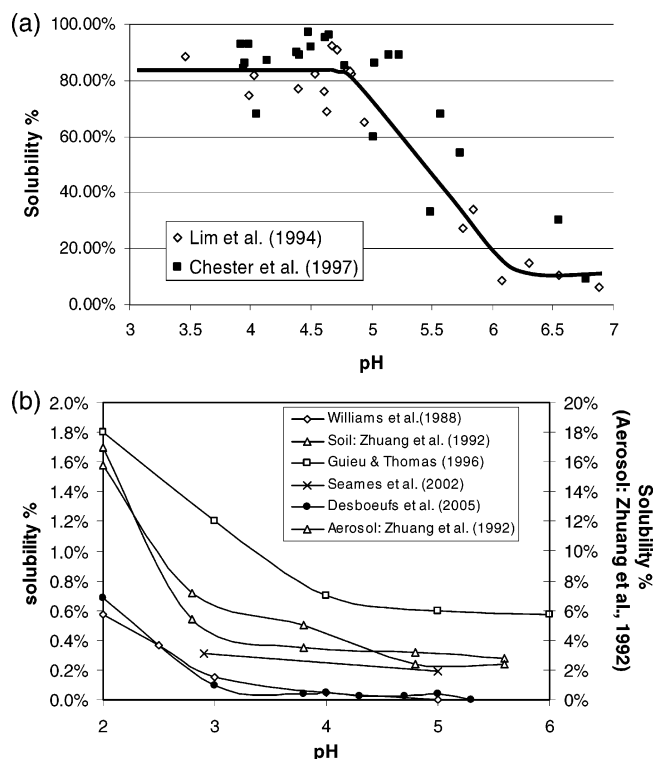 (a)
100.00%
80.00%
60.00%
40.00%
20.00%
0.00%
Solubility %
Lim et al. (1994)
Chester et al. (1997)
3 3.5 4 4.5 5 5.5 6 6.5 7
pH
(b)
2.0%
1.8%
1.6%
1.4%
1.2%
1.0%
0.8%
0.6%
0.4%
0.2%
0.0%
solubility %
Williams et al.(1988)
Soil: Zhuang et al. (1992)
Guieu & Thomas (1996)
Seames et al. (2002)
Desboeufs et al. (2005)
Aerosol: Zhuang et al. (1992)
20%
18%
16%
14%
12%
10%
8%
6%
4%
2%
0%
Solubility %
(Aerosol: Zhuang et al., 1992)
2 3 4 5 6
pH